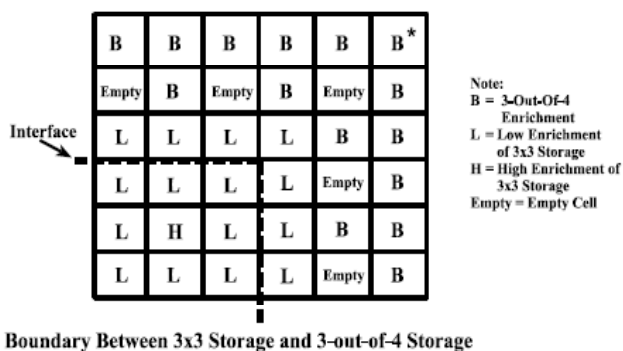 B B B B B B*
Empty B Empty B Empty B
L L L L B B
Interface
L L L L Empty B
L H L L B B
L L L L Empty B
Note:
B = 3-Out-Of-4
Enrichment
L = Low Enrichment
of 3x3 Storage
H = High Enrichment of
3x3 Storage
Empty = Empty Cell
Boundary Between 3x3 Storage and 3-out-of-4 Storage